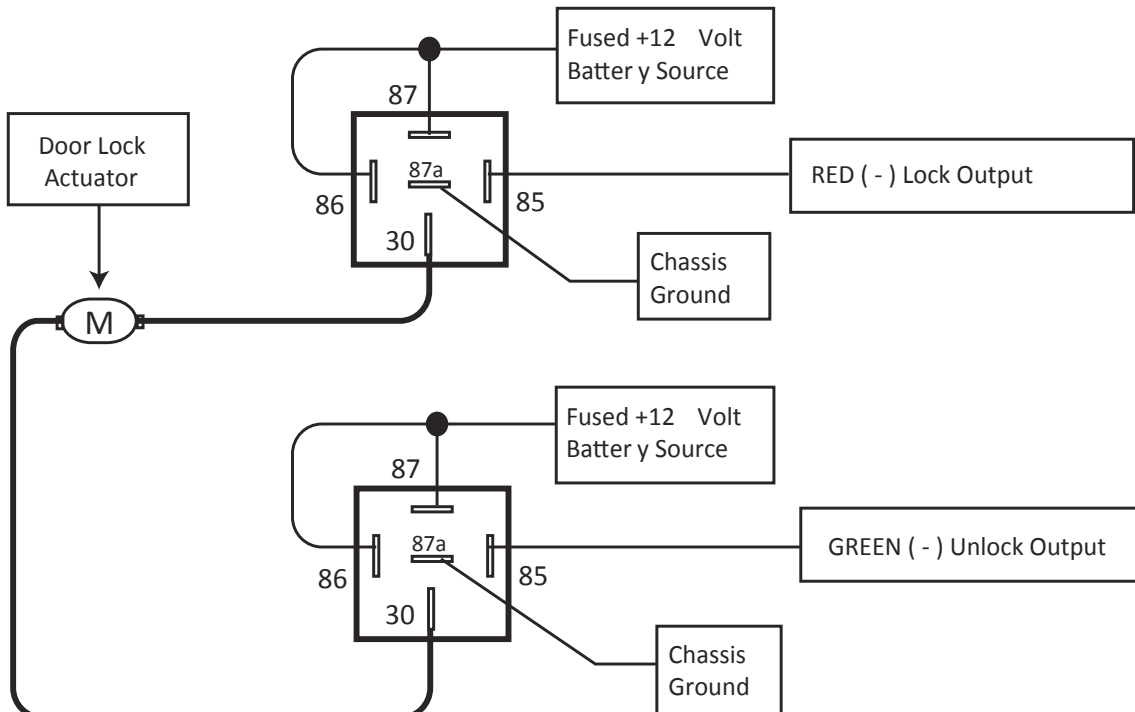 Fused +12 Volt
Batter y Source
87
Door Lock
Actuator
87a
RED ( - ) Lock Output
86
85
30
Chassis
Ground
M
Fused +12 Volt
Batter y Source
87
87a
GREEN ( - ) Unlock Output
86
85
30
Chassis
Ground